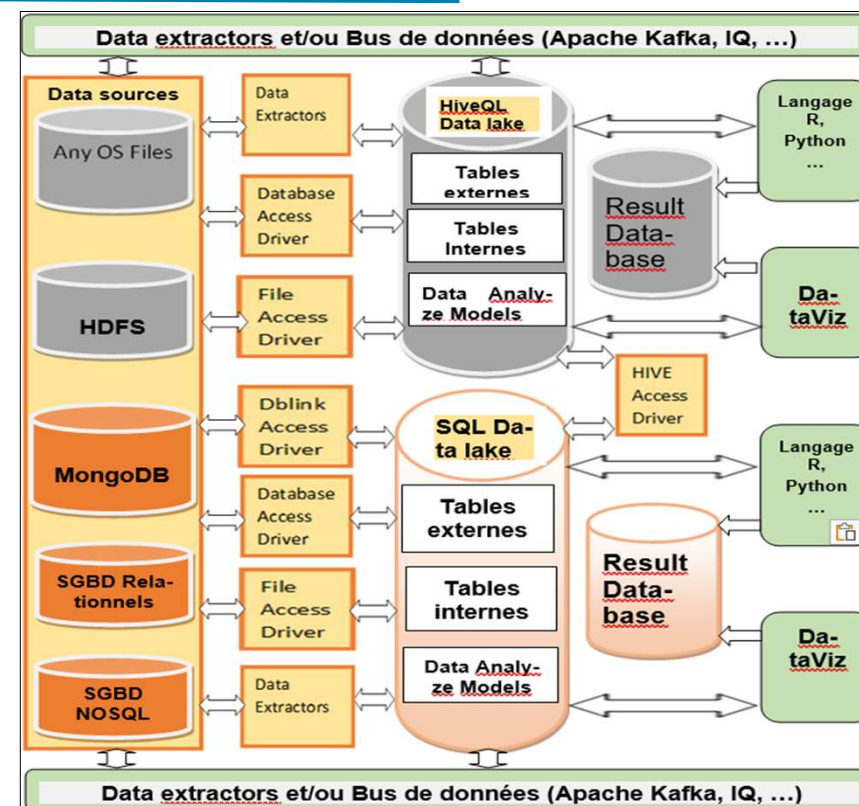 Data extractors et/ou Bus de données (Apache Kafka, IQ, …)
Data sources
Any OS Files
HDFS
MongoDB
SGBD Rela-
tionnels
SGBD
NOSQL
Data
Extractors
Database
Access
Driver
File
Access
Driver
Dblink
Access
Driver
Database
Access
Driver
File
Access
Driver
Data
Extractors
HiveQL
Data lake
Tables
externes
Tables
Internes
Data Analy-
ze Models
SQL Da-
ta lake
Tables
externes
Tables
internes
Data Analy-
ze Models
Result
Data-
base
HIVE
Access
Driver
Result
Data-
base
Langage
R,
Python
…
Da-
taViz
Langage
R,
Python
…
Da-
taViz
Data extractors et/ou Bus de données (Apache Kafka, IQ, …)